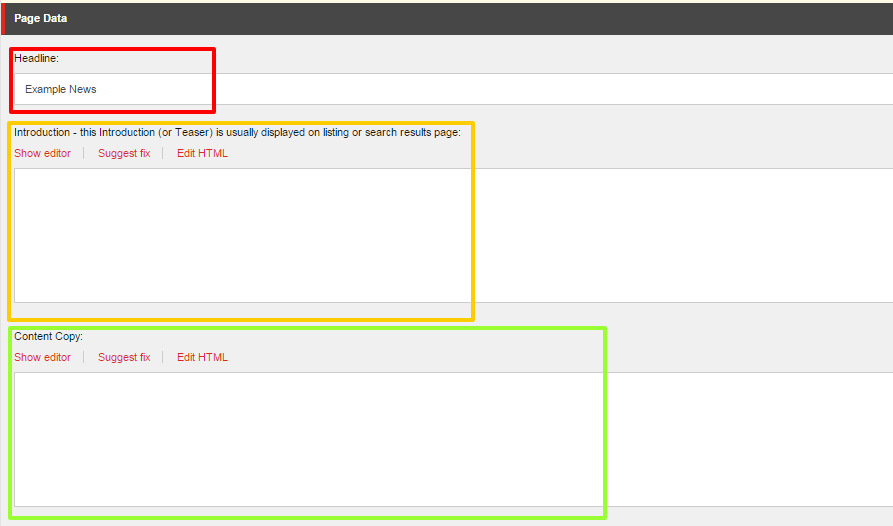 Page Data
Headline:
Example News
Introduction - this Introduction (or Teaser) is usually displayed on listing or search results page:
Show editor Suggest fix Edit HTML
Content Copy:
Show editor Suggest fix Edit HTML